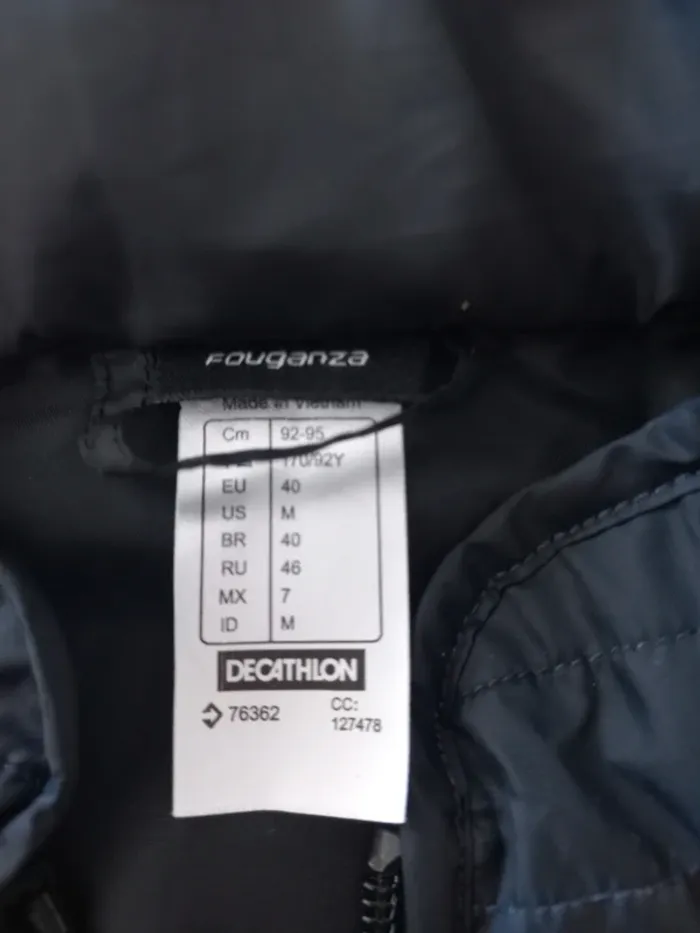 FOUGANZA
Made in Vietnam
Cm 92-95
170/92Y
EU 40
US M
BR 40
RU 46
MX 7
ID M
DECATHLON
76362 CC:
127478